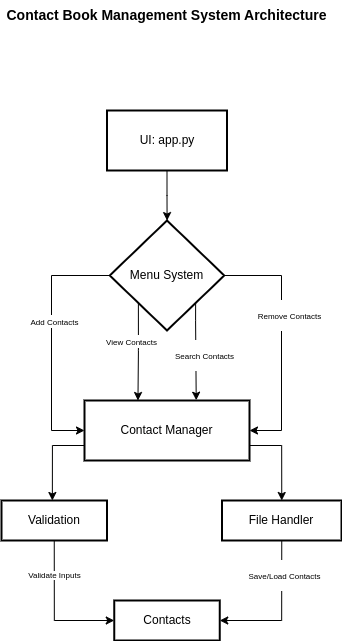 Contact Book Management System Architecture
UI: app.py
Menu System
Add Contacts
Remove Contacts
View Contacts
Search Contacts
Contact Manager
Validation
File Handler
Validate Inputs
Save/Load Contacts
Contacts